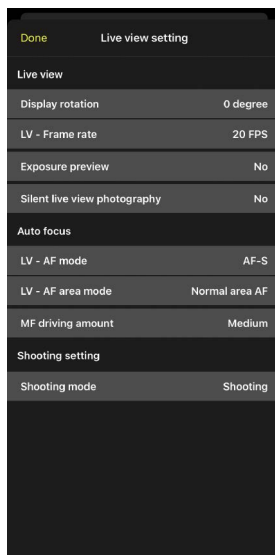 Done Live view setting
Live view
Display rotation 0 degree
LV - Frame rate 20 FPS
Exposure preview No
Silent live view photography No
Auto focus
LV - AF mode AF-S
LV - AF area mode Normal area AF
MF driving amount Medium
Shooting setting
Shooting mode Shooting